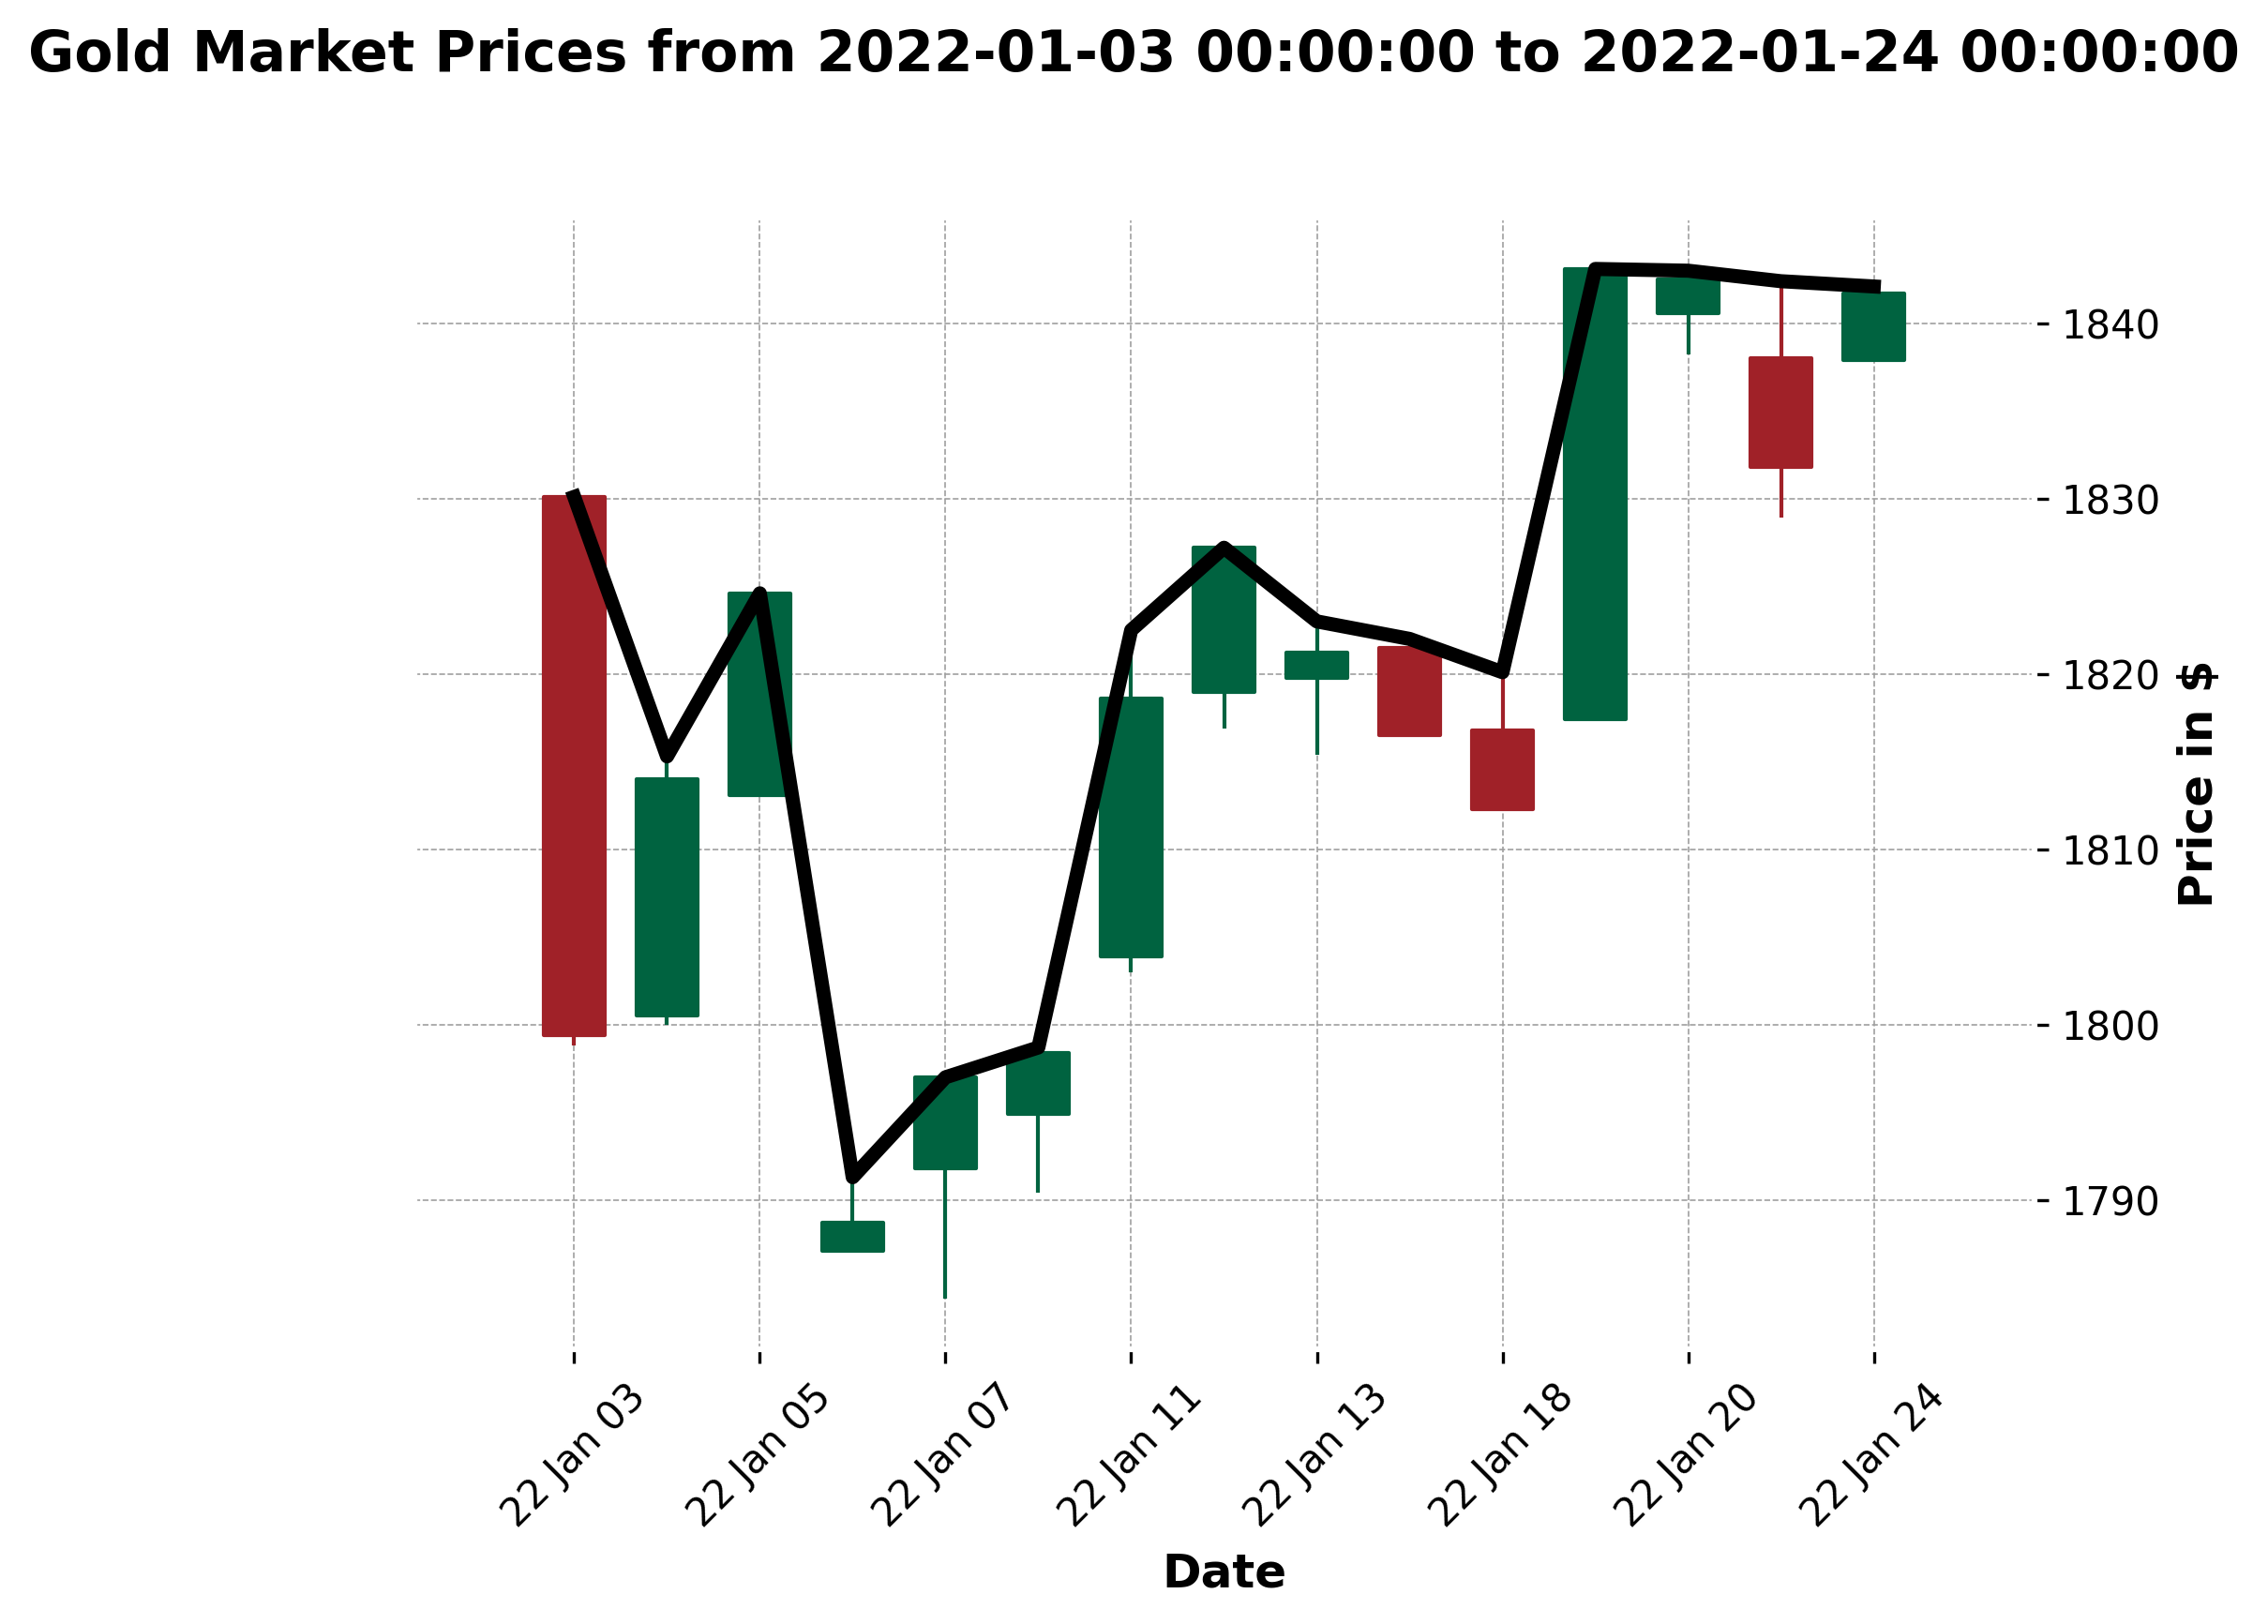 Gold Market Prices from 2022-01-03 00:00:00 to 2022-01-24 00:00:00
1840
1830
1820
1810
1800
1790
Price in $
22 Jan 03
22 Jan 05
22 Jan 07
22 Jan 11
22 Jan 13
22 Jan 18
22 Jan 20
22 Jan 24
Date